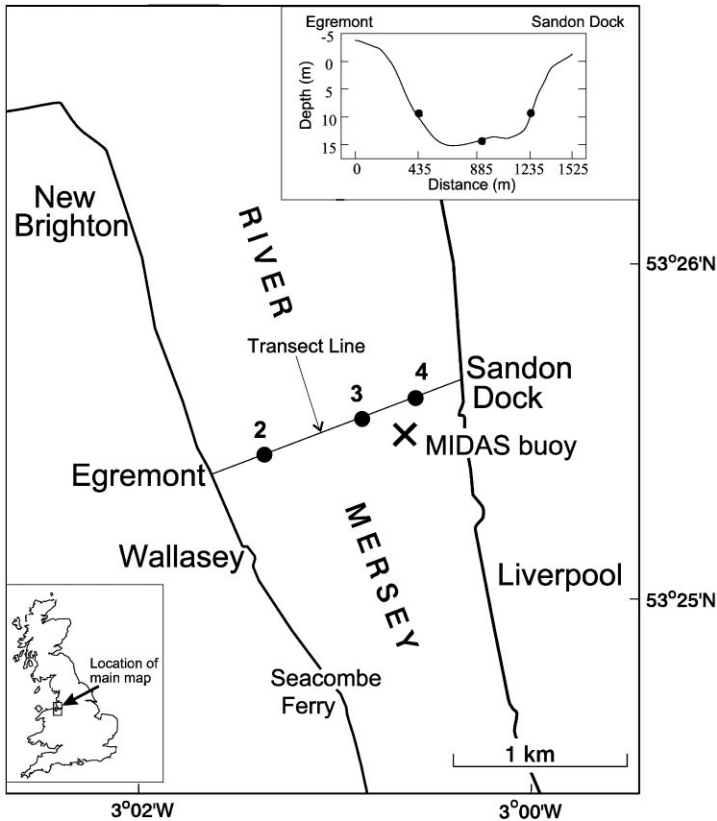 Egremont
Sandon Dock
-5
0
5
10
15
Depth (m)
0
435
885
1235
1525
Distance (m)
New
Brighton
RIVER
53°26'N
Transect Line
2
3
4
Sandon
Dock
MIDAS buoy
Egremont
MERSEY
Wallasey
Liverpool
53°25'N
Location of
main map
Seacombe
Ferry
1 km
3°02'W
3°00'W